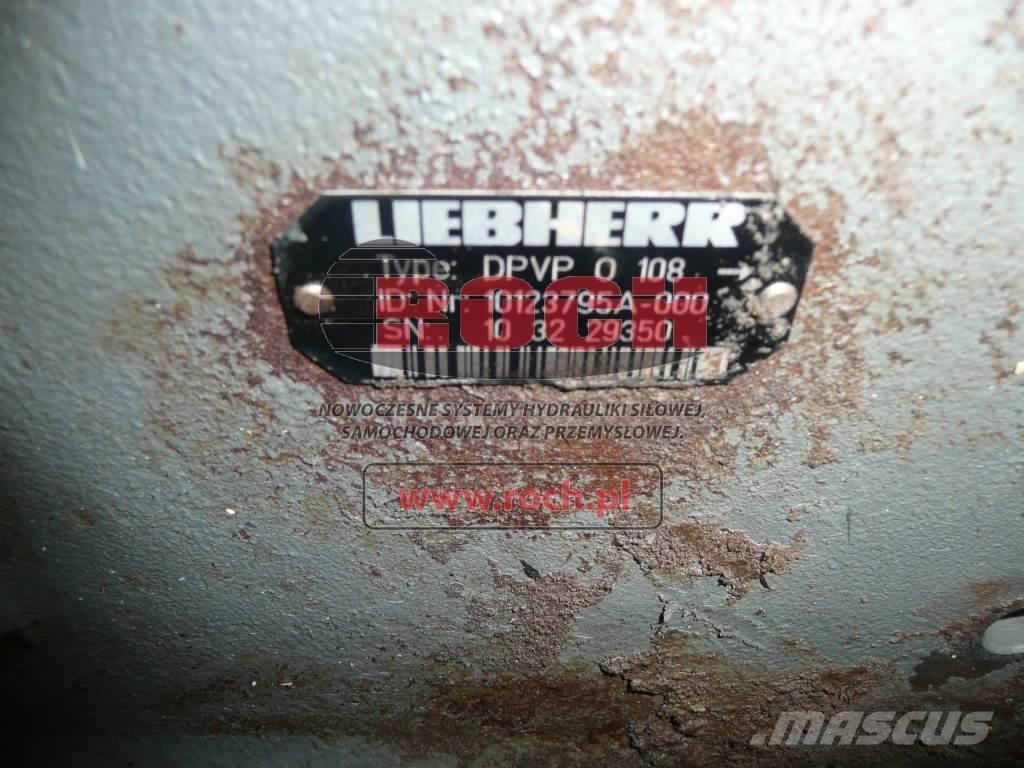 LIEBHERR
Type: DPVP O 108 →
ID. Nr. 10123795A 000
SN.: 10 32 29350
ROCH
NOWOCZESNE SYSTEMY HYDRAULIKI SIŁOWEJ,
SAMOCHODOWEJ ORAZ PRZEMYSŁOWEJ.
www.roch.pl
MASCUS